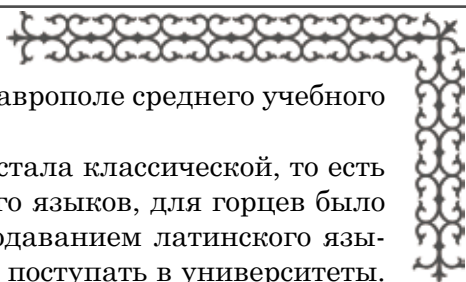 аврополе среднего учебного
стала классической, то есть
го языков, для горцев было
одаванием латинского язы-
поступать в университеты.